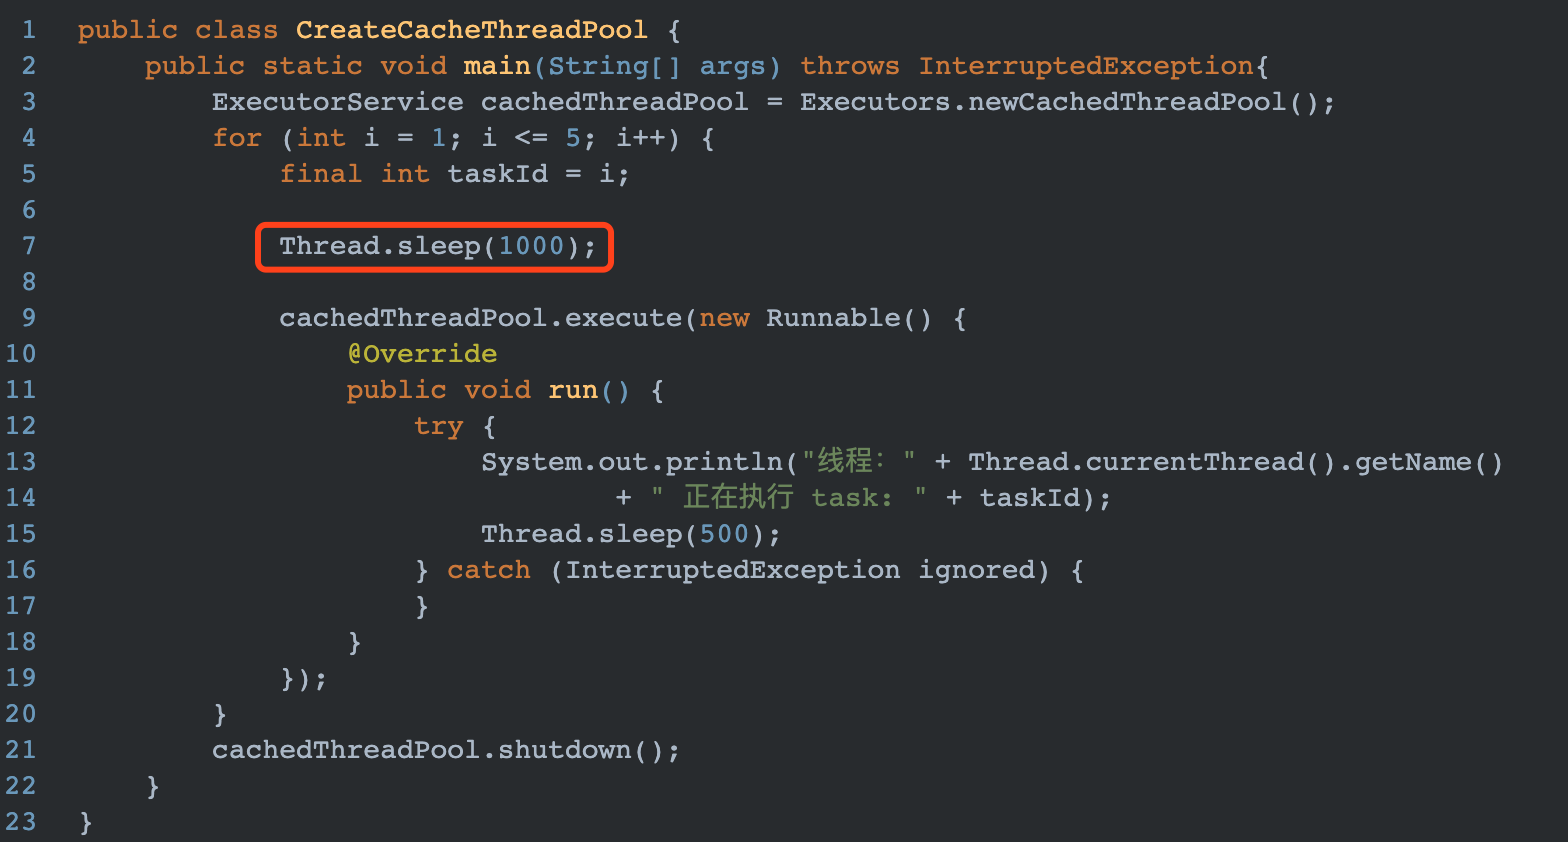 1 public class CreateCacheThreadPool {
2 public static void main(String[] args) throws InterruptedException{
3 ExecutorService cachedThreadPool = Executors.newCachedThreadPool();
4 for (int i = 1; i <= 5; i++) {
5 final int taskId = i;
6
7 Thread.sleep(1000);
8
9 cachedThreadPool.execute(new Runnable() {
10 @Override
11 public void run() {
12 try {
13 System.out.println("线程: " + Thread.currentThread().getName()
14 + " 正在执行 task: " + taskId);
15 Thread.sleep(500);
16 } catch (InterruptedException ignored) {
17 }
18 }
19 });
20 }
21 cachedThreadPool.shutdown();
22 }
23 }